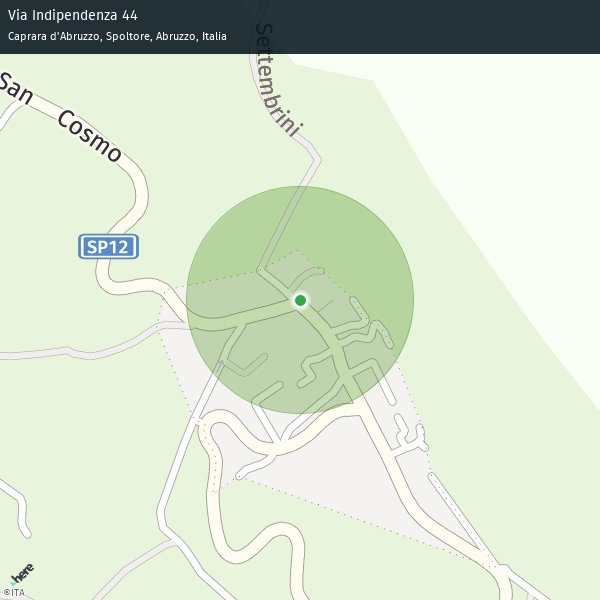 Via Indipendenza 44
Caprara d'Abruzzo, Spoltore, Abruzzo, Italia
Settembrini
San Cosmo
SP12
here
©ITA